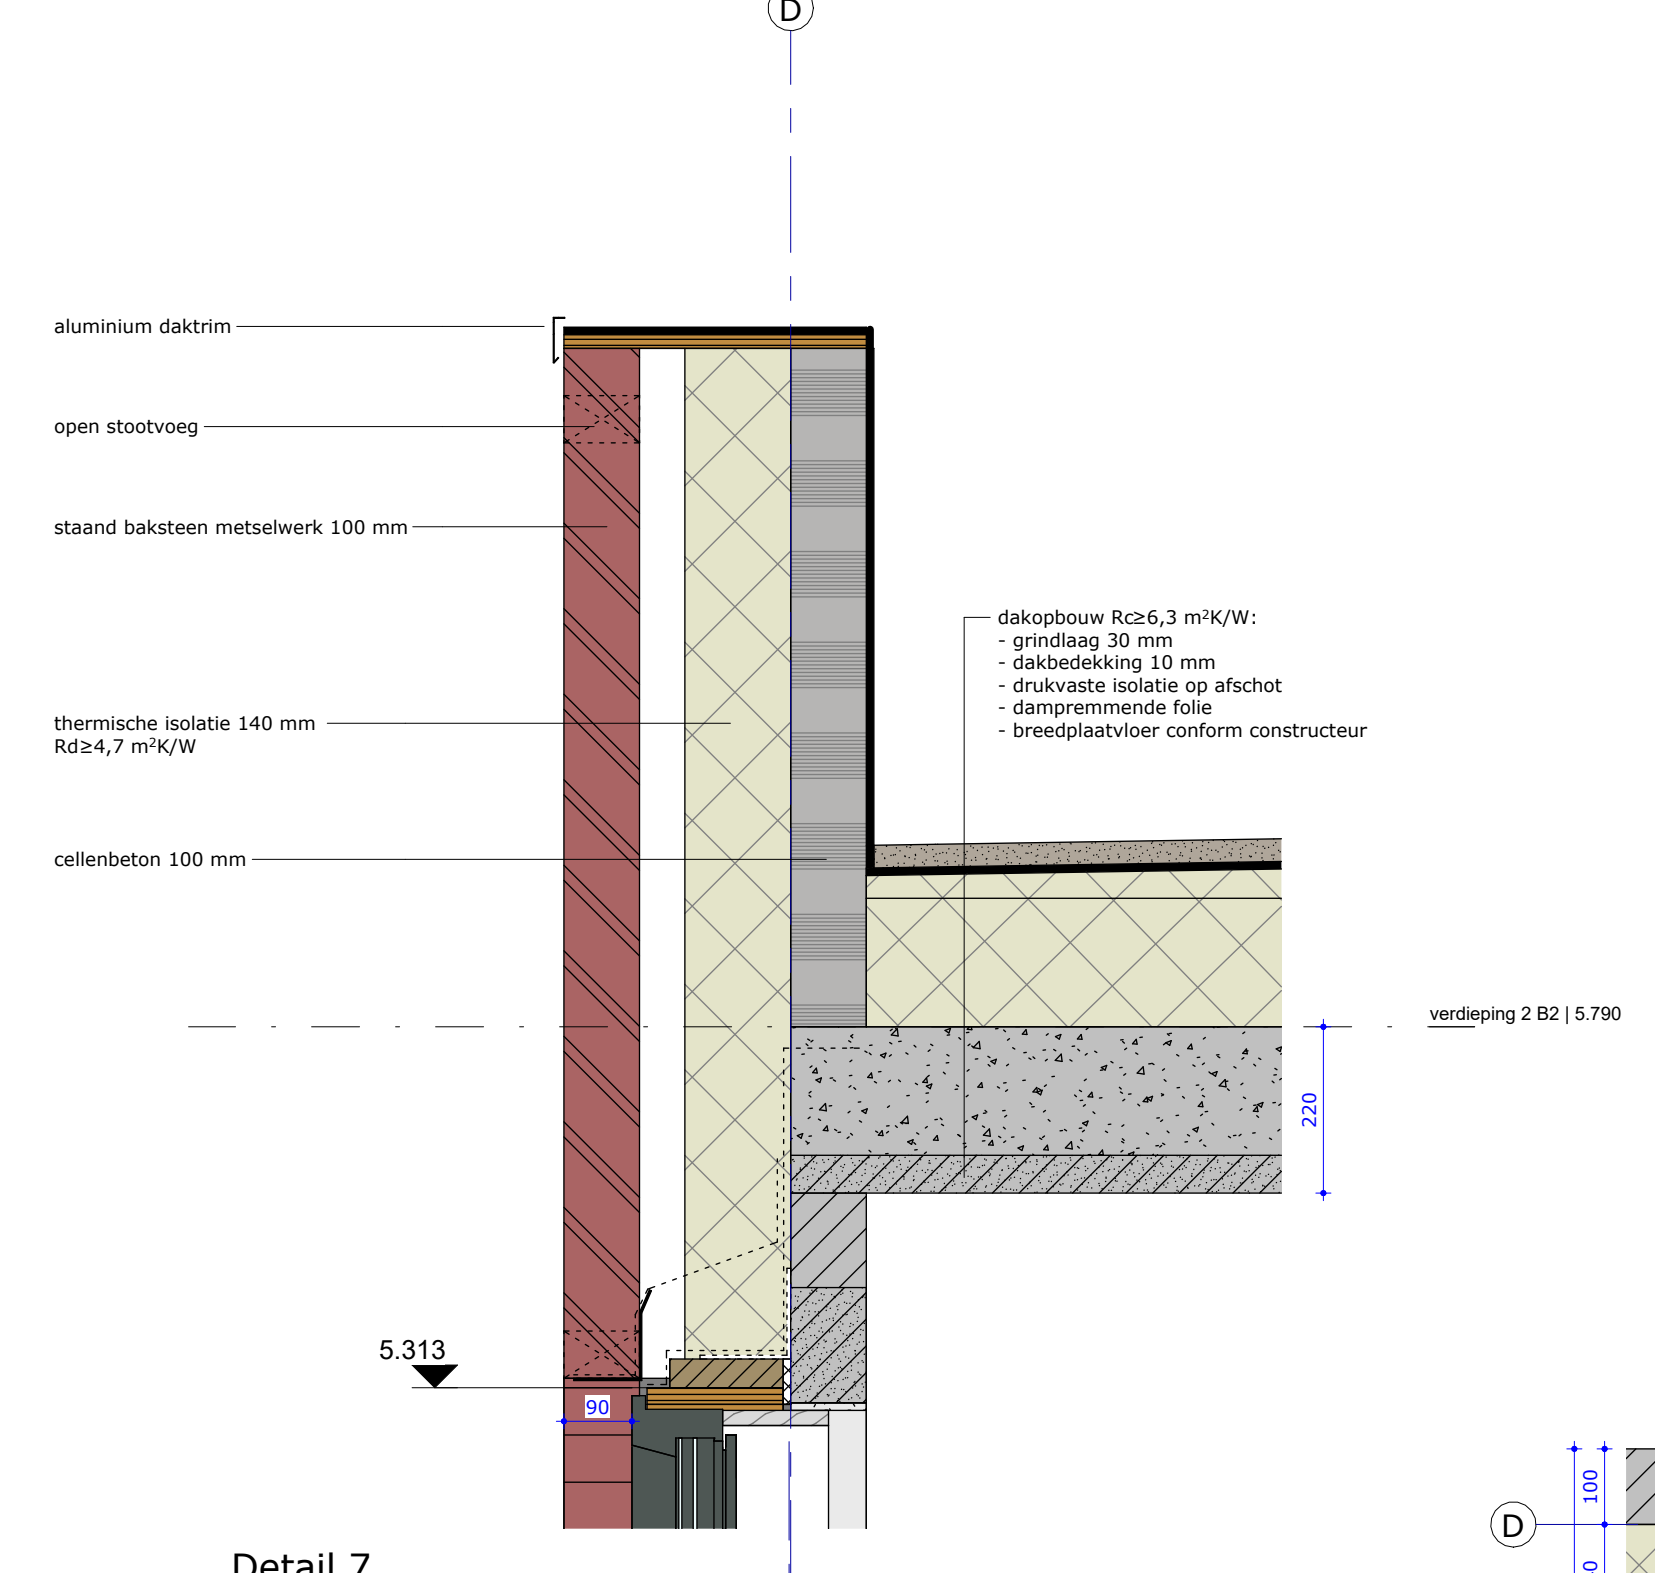 D
aluminium daktrim
open stootvoeg
staand baksteen metselwerk 100 mm
dakopbouw Rc≥6,3 m²K/W:
- grindlaag 30 mm
- dakbedekking 10 mm
- drukvaste isolatie op afschot
- dampremmende folie
- breedplaatvloer conform constructeur
thermische isolatie 140 mm
Rd≥4,7 m²K/W
cellenbeton 100 mm
verdieping 2 B2 | 5.790
220
5.313
90
100
D
Detail 7